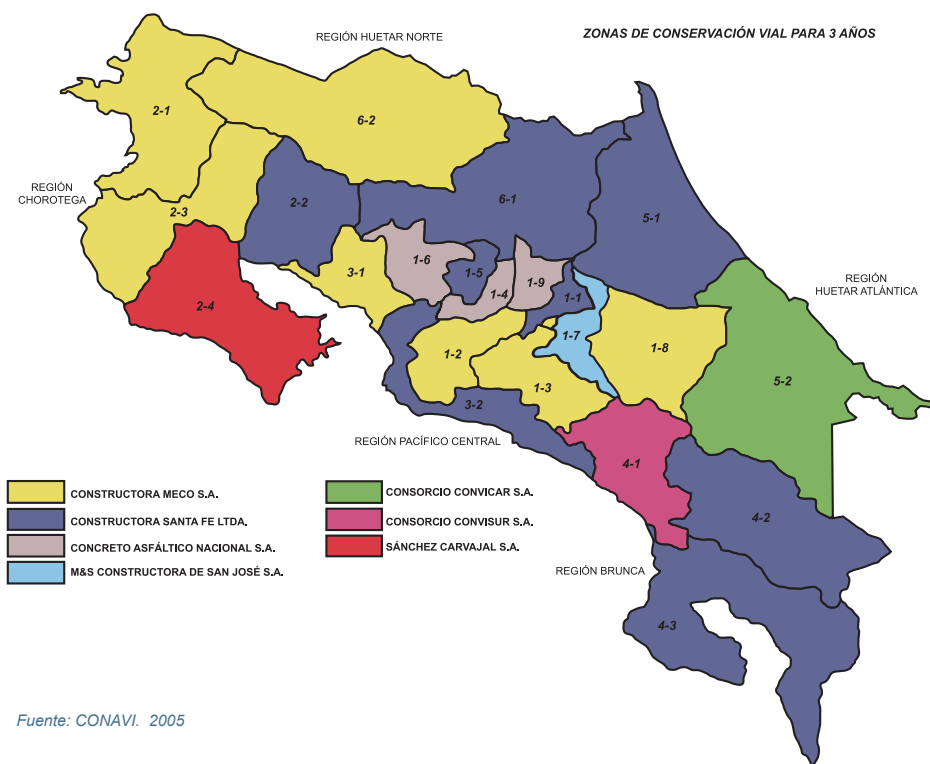 REGIÓN HUETAR NORTE
ZONAS DE CONSERVACIÓN VIAL PARA 3 AÑOS
2-1
6-2
REGIÓN
CHOROTEGA
2-3
2-2
6-1
5-1
3-1
1-6
1-5
1-4
1-9
1-1
REGIÓN
HUETAR ATLÁNTICA
2-4
1-2
1-3
1-7
1-8
5-2
3-2
REGIÓN PACÍFICO CENTRAL
4-1
4-2
REGIÓN BRUNCA
4-3
CONSTRUCTORA MECO S.A.
CONSTRUCTORA SANTA FE LTDA.
CONCRETO ASFÁLTICO NACIONAL S.A.
M&S CONSTRUCTORA DE SAN JOSÉ S.A.
CONSORCIO CONVICAR S.A.
CONSORCIO CONVISUR S.A.
SÁNCHEZ CARVAJAL S.A.
Fuente: CONAVI. 2005